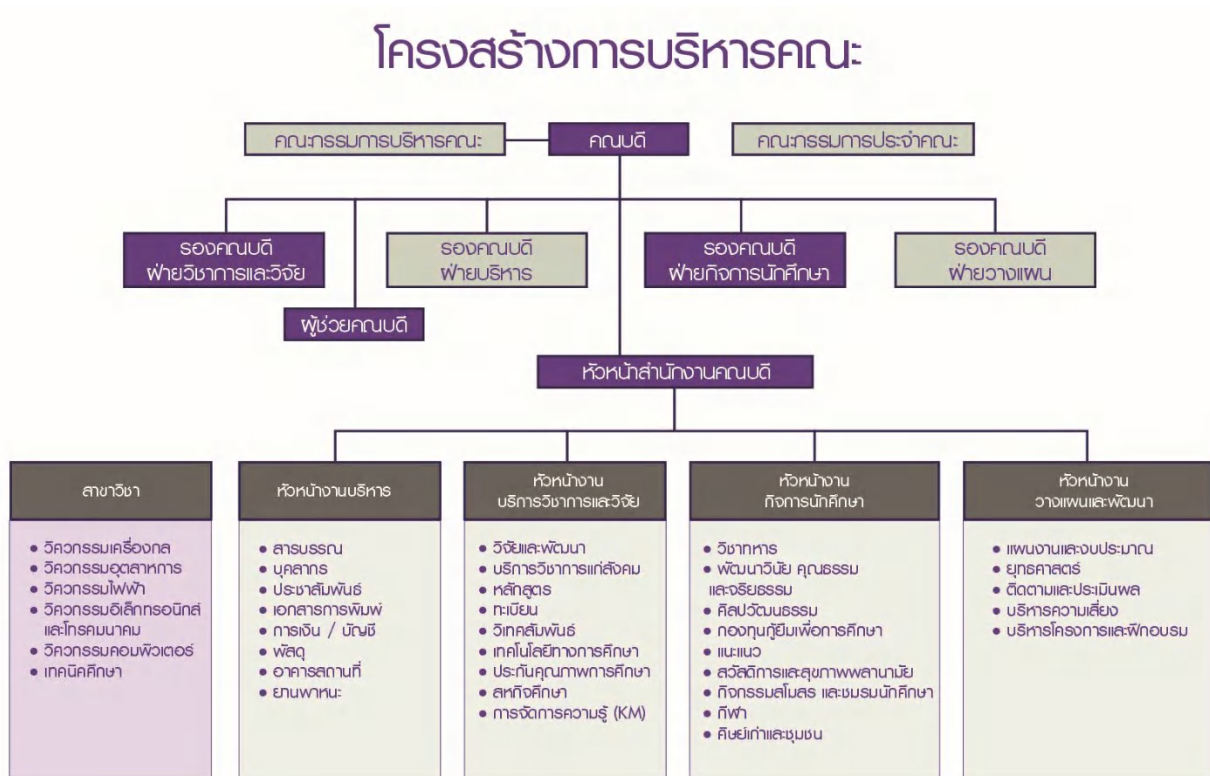 โครงสร้างการบริหารคณะ
คณะกรรมการบริหารคณะ
คณบดี
คณะกรรมการประจำคณะ
รองคณบดี
ฝ่ายวิชาการและวิจัย
รองคณบดี
ฝ่ายบริหาร
รองคณบดี
ฝ่ายกิจการนักศึกษา
รองคณบดี
ฝ่ายวางแผน
ผู้ช่วยคณบดี
หัวหน้าสำนักงานคณบดี
สาขาวิชา
• วิศวกรรมเครื่องกล
• วิศวกรรมอุตสาหการ
• วิศวกรรมไฟฟ้า
• วิศวกรรมอิเล็กทรอนิกส์
และโทรคมนาคม
• วิศวกรรมคอมพิวเตอร์
• เทคนิคศึกษา
หัวหน้างานบริหาร
• สารบรรณ
• บุคลากร
• ประชาสัมพันธ์
• เอกสารการพิมพ์
• การเงิน / บัญชี
• พัสดุ
• อาคารสถานที่
• ยานพาหนะ
หัวหน้างาน
บริการวิชาการและวิจัย
• วิจัยและพัฒนา
• บริการวิชาการแก่สังคม
• หลักสูตร
• ทะเบียน
• วิเทศสัมพันธ์
• เทคโนโลยีทางการศึกษา
• ประกันคุณภาพการศึกษา
• สหกิจศึกษา
• การจัดการความรู้ (KM)
หัวหน้างาน
กิจการนักศึกษา
• วิชาทหาร
• พัฒนาวินัย คุณธรรม
และจริยธรรม
• ศิลปวัฒนธรรม
• กองทุนกู้ยืมเพื่อการศึกษา
• แนะแนว
• สวัสดิการและสุขภาพพลานามัย
• กิจกรรมสโมสร และชมรมนักศึกษา
• กีฬา
• ศิษย์เก่าและชุมชน
หัวหน้างาน
วางแผนและพัฒนา
• แผนงานและงบประมาณ
• ยุทธศาสตร์
• ติดตามและประเมินผล
• บริหารความเสี่ยง
• บริหารโครงการและฝึกอบรม